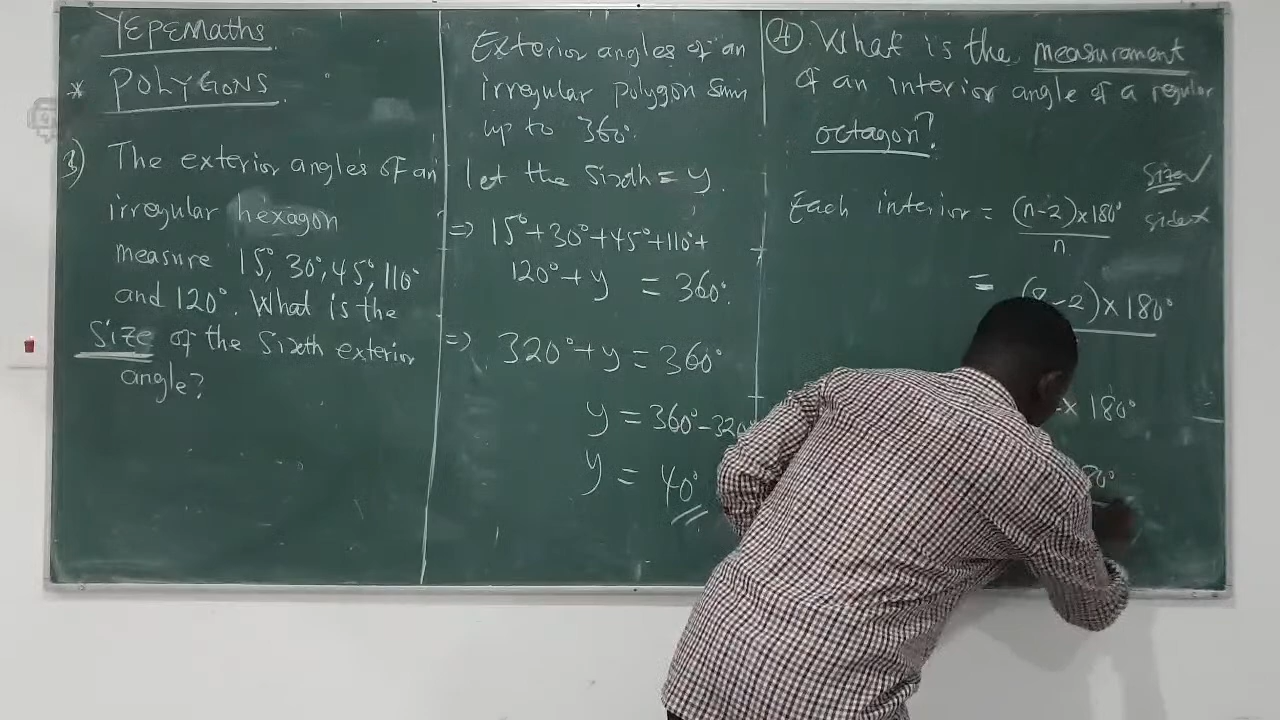 YEPEMaths
* POLYGONS.
3) The exterior angles of an
irregular hexagon
measure 15°, 30°, 45°, 110°
and 120°. What is the
Size of the Sixth exterior
angle?
Exterior angles of an
irregular polygon Sum
up to 360°.
let the Sixth = y.
=> 15°+30°+45°+110°+
120°+y = 360°.
=> 320°+y = 360°
y = 360°-320°
y = 40°
4) What is the measurement
of an interior angle of a regular
octagon?
Size ✓
Each interior = (n-2)×180°
side ×
n
= (8-2)×180°
× 180°
80°